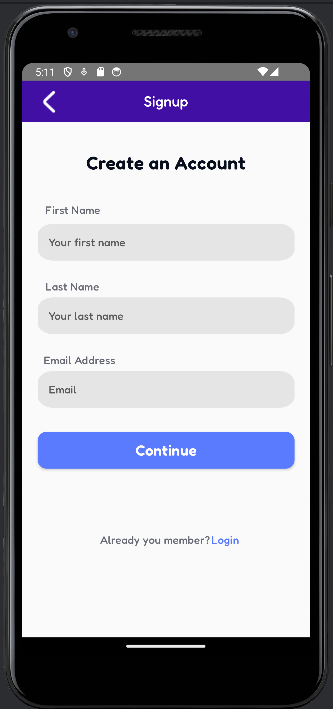 5:11
Signup
Create an Account
First Name
Your first name
Last Name
Your last name
Email Address
Email
Continue
Already you member?Login